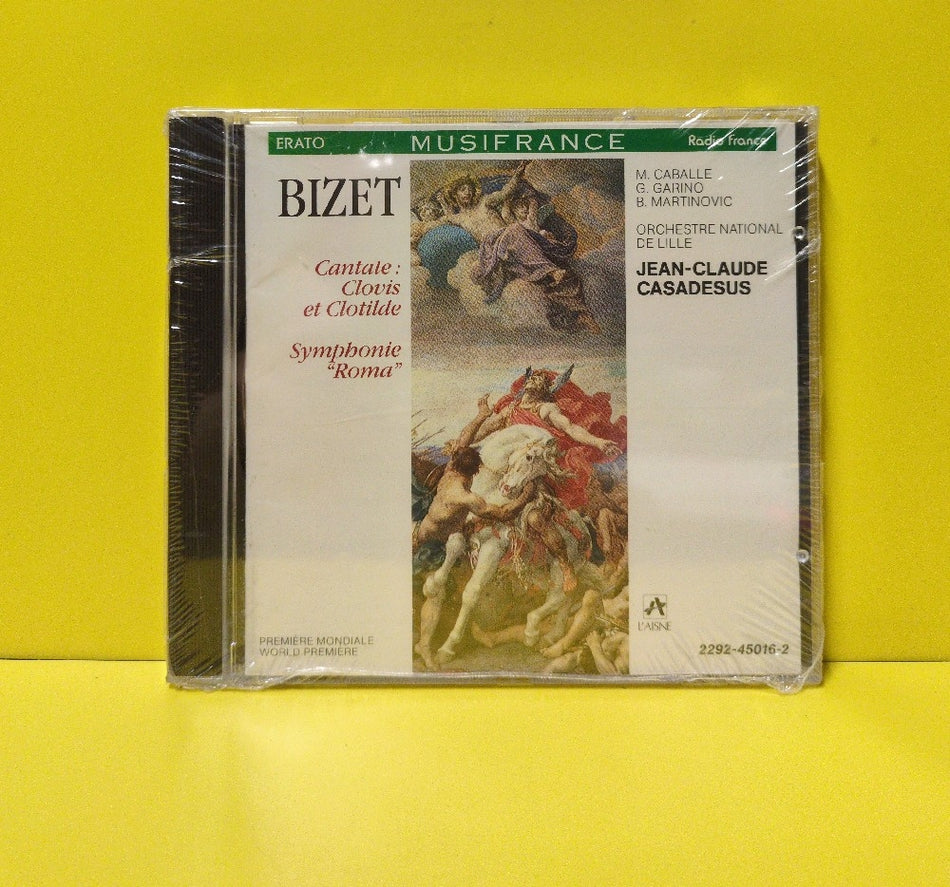 ERATO
MUSIFRANCE
Radio France
BIZET
Cantate :
Clovis
et Clotilde
Symphonie
“Roma”
M. CABALLE
G. GARINO
B. MARTINOVIC
ORCHESTRE NATIONAL
DE LILLE
JEAN-CLAUDE
CASADESUS
PREMIÈRE MONDIALE
WORLD PREMIERE
L'AISNE
2292-45016-2